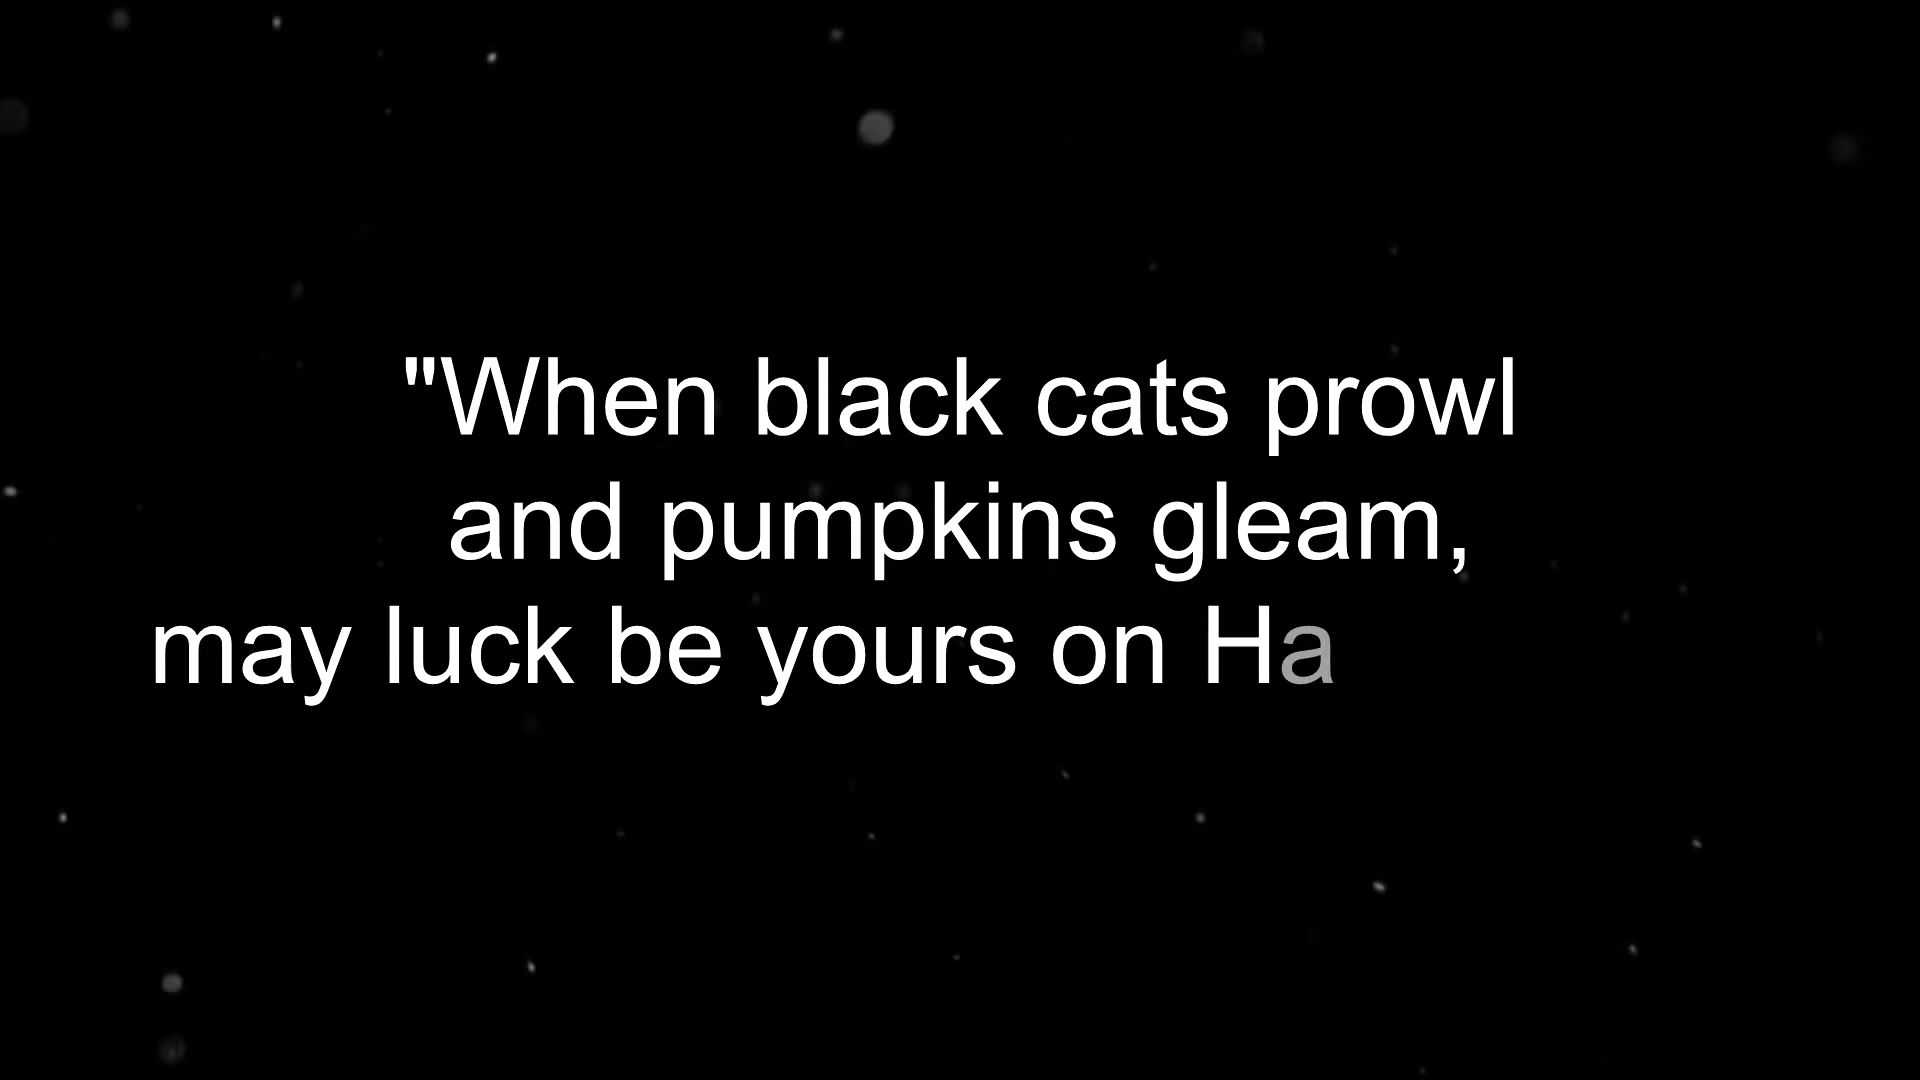 "When black cats prowl
and pumpkins gleam,
may luck be yours on Ha